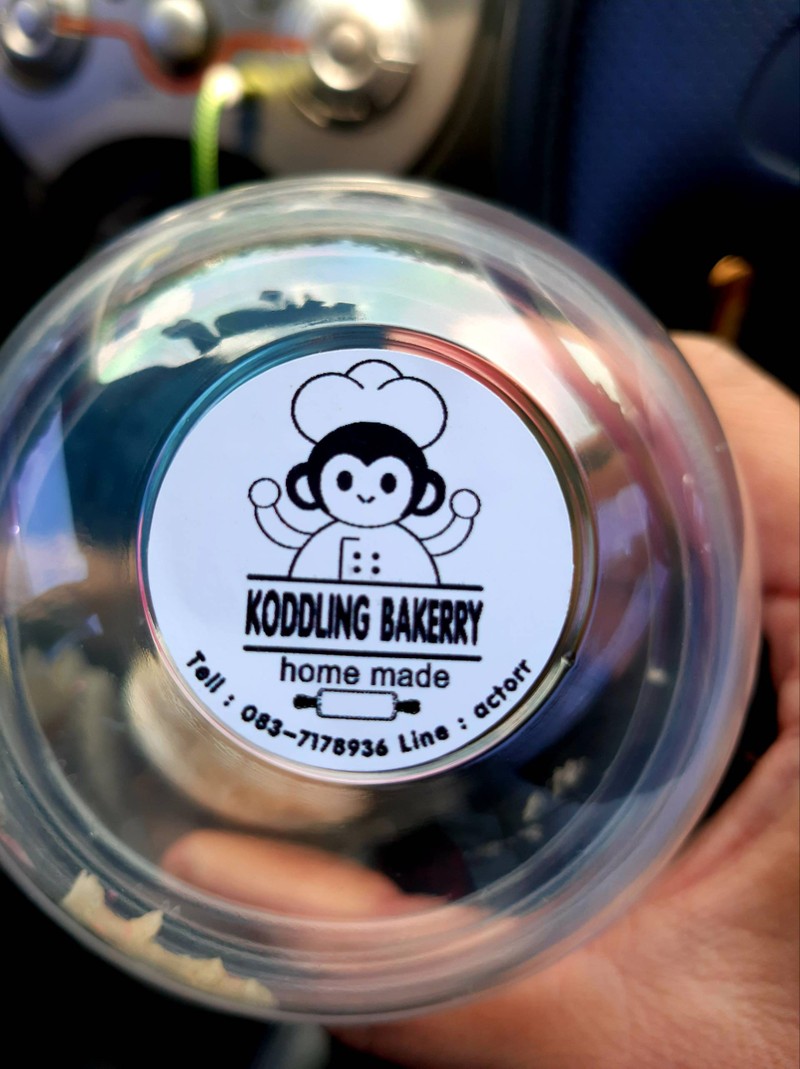 KODDLING BAKERRY
home made
Tell : 083-7178936 Line : actorr